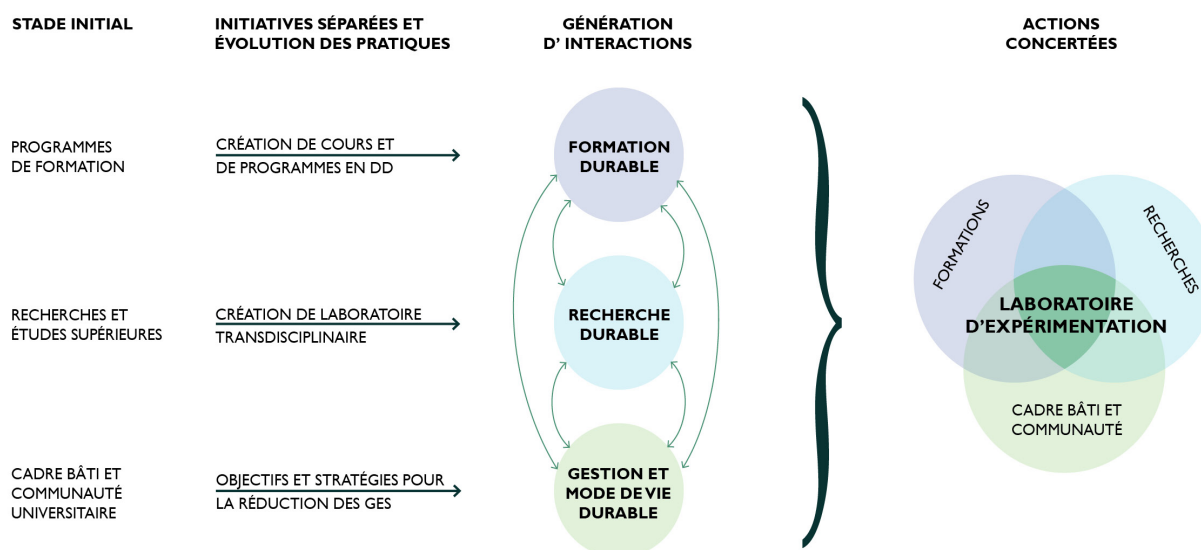 STADE INITIAL
INITIATIVES SÉPARÉES ET
ÉVOLUTION DES PRATIQUES
GÉNÉRATION
D' INTERACTIONS
ACTIONS
CONCERTÉES
PROGRAMMES
DE FORMATION
CRÉATION DE COURS ET
DE PROGRAMMES EN DD
FORMATION
DURABLE
RECHERCHES ET
ÉTUDES SUPÉRIEURES
CRÉATION DE LABORATOIRE
TRANSDISCIPLINAIRE
RECHERCHE
DURABLE
CADRE BÂTI ET
COMMUNAUTÉ
UNIVERSITAIRE
OBJECTIFS ET STRATÉGIES POUR
LA RÉDUCTION DES GES
GESTION ET
MODE DE VIE
DURABLE
FORMATIONS
RECHERCHES
LABORATOIRE
D'EXPÉRIMENTATION
CADRE BÂTI ET
COMMUNAUTÉ